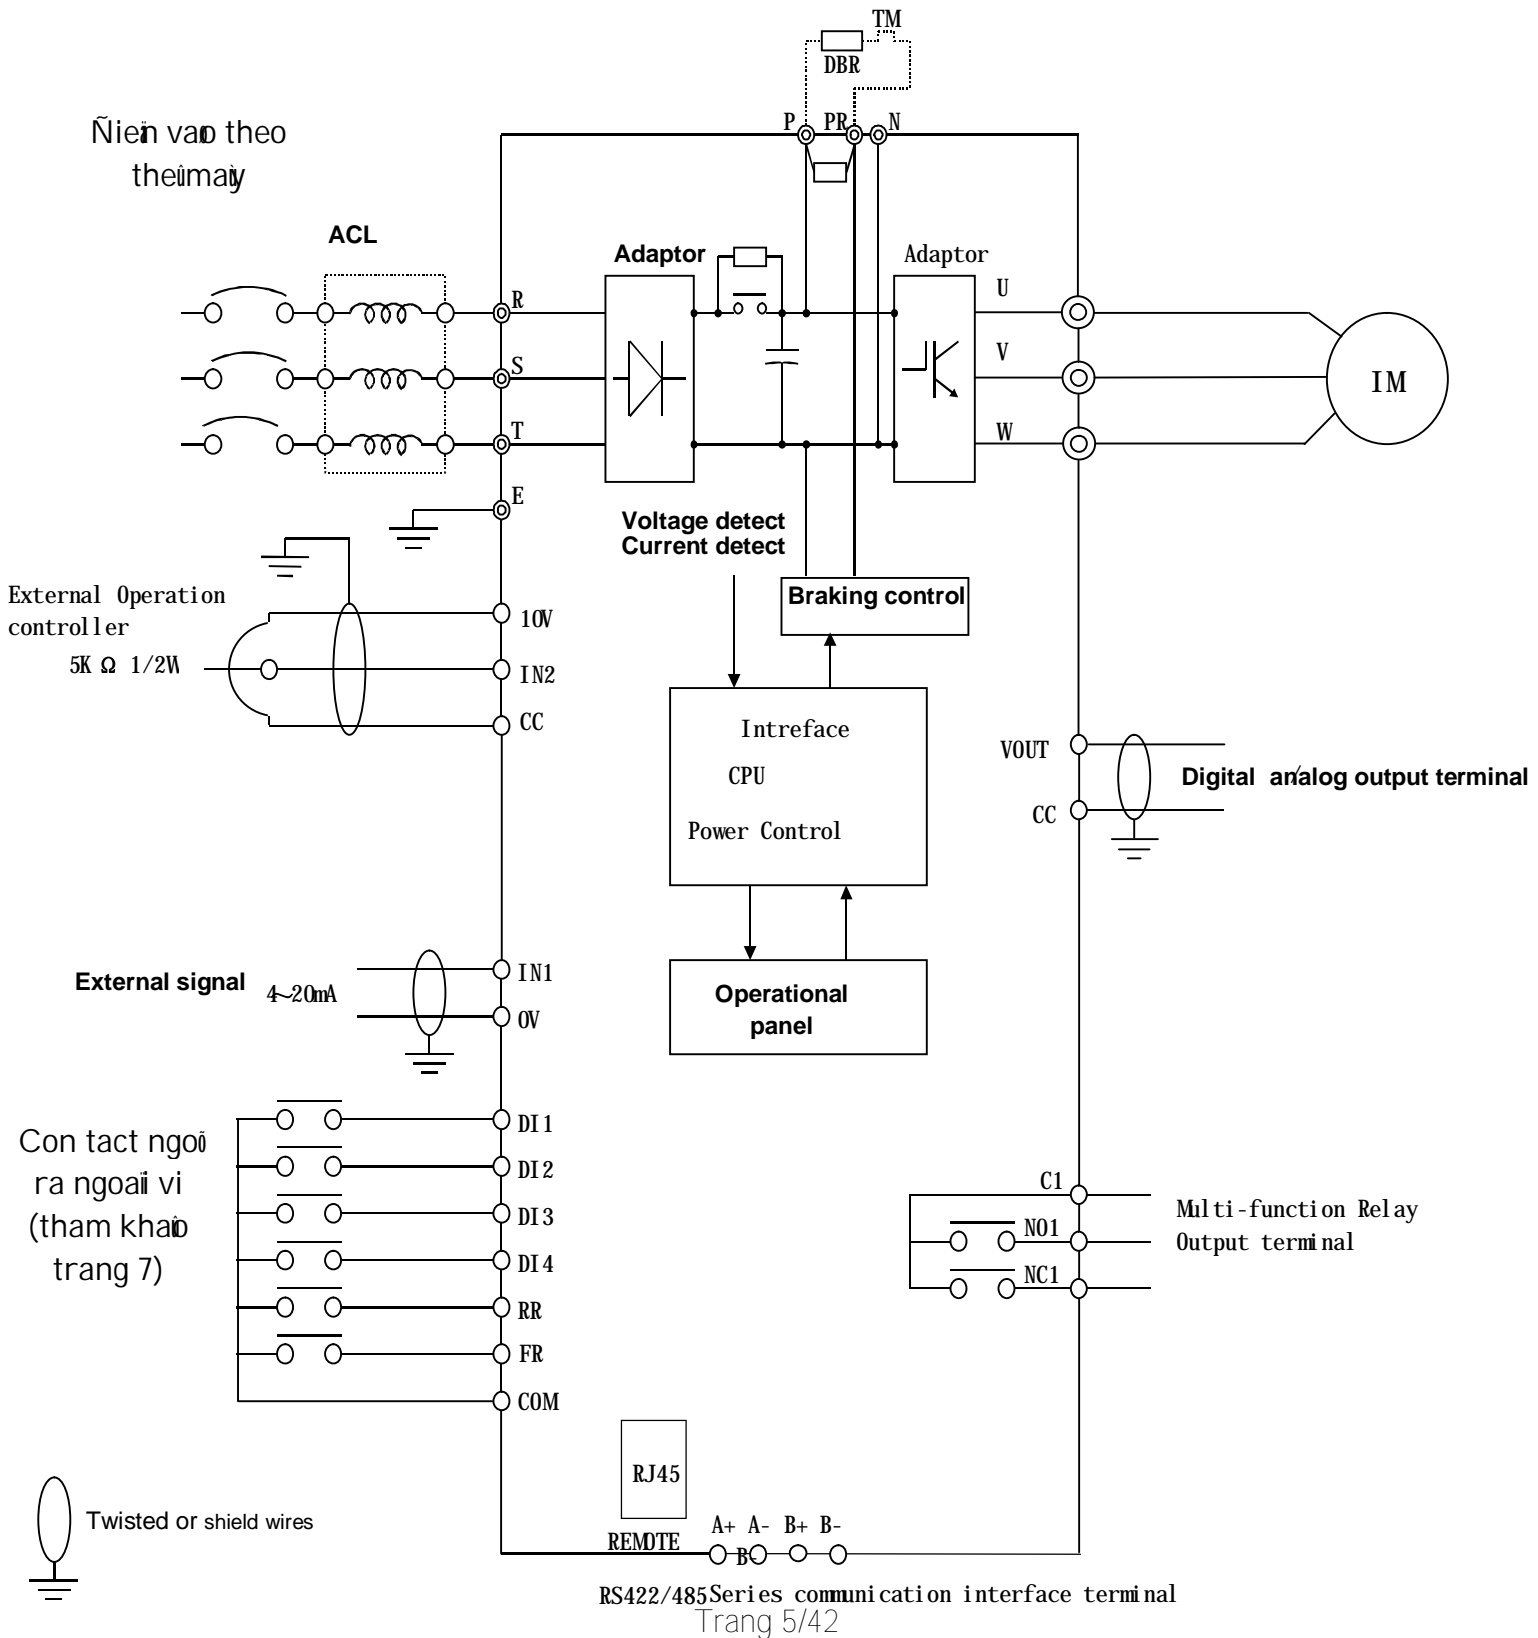 TM
DBR
P PR N
Ñieän vaøo theo
theûmaùy
ACL
Adaptor
Adaptor
R
S
T
E
U
V
W
IM
Voltage detect
Current detect
Braking control
External Operation
controller
5K Ω 1/2W
10V
IN2
CC
Intreface
CPU
Power Control
VOUT
CC
Digital analog output terminal
External signal 4~20mA
IN1
0V
Operational
panel
Con tact ngoõ
ra ngoaïi vi
(tham khaûo
trang 7)
DI1
DI2
DI3
DI4
RR
FR
COM
C1
NO1
NC1
Multi-function Relay
Output terminal
RJ45
REMOTE
A+ A- B+ B-
B-
Twisted or shield wires
RS422/485 Series communication interface terminal
Trang 5/42